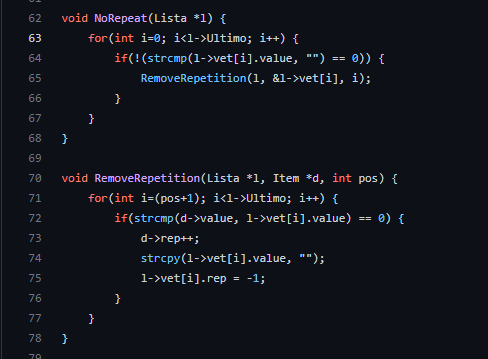 62 void NoRepeat(Lista *l) {
63     for(int i=0; i<l->Ultimo; i++) {
64         if(!(strcmp(l->vet[i].value, "") == 0)) {
65             RemoveRepetition(l, &l->vet[i], i);
66         }
67     }
68 }
69
70 void RemoveRepetition(Lista *l, Item *d, int pos) {
71     for(int i=(pos+1); i<l->Ultimo; i++) {
72         if(strcmp(d->value, l->vet[i].value) == 0) {
73             d->rep++;
74             strcpy(l->vet[i].value, "");
75             l->vet[i].rep = -1;
76         }
77     }
78 }